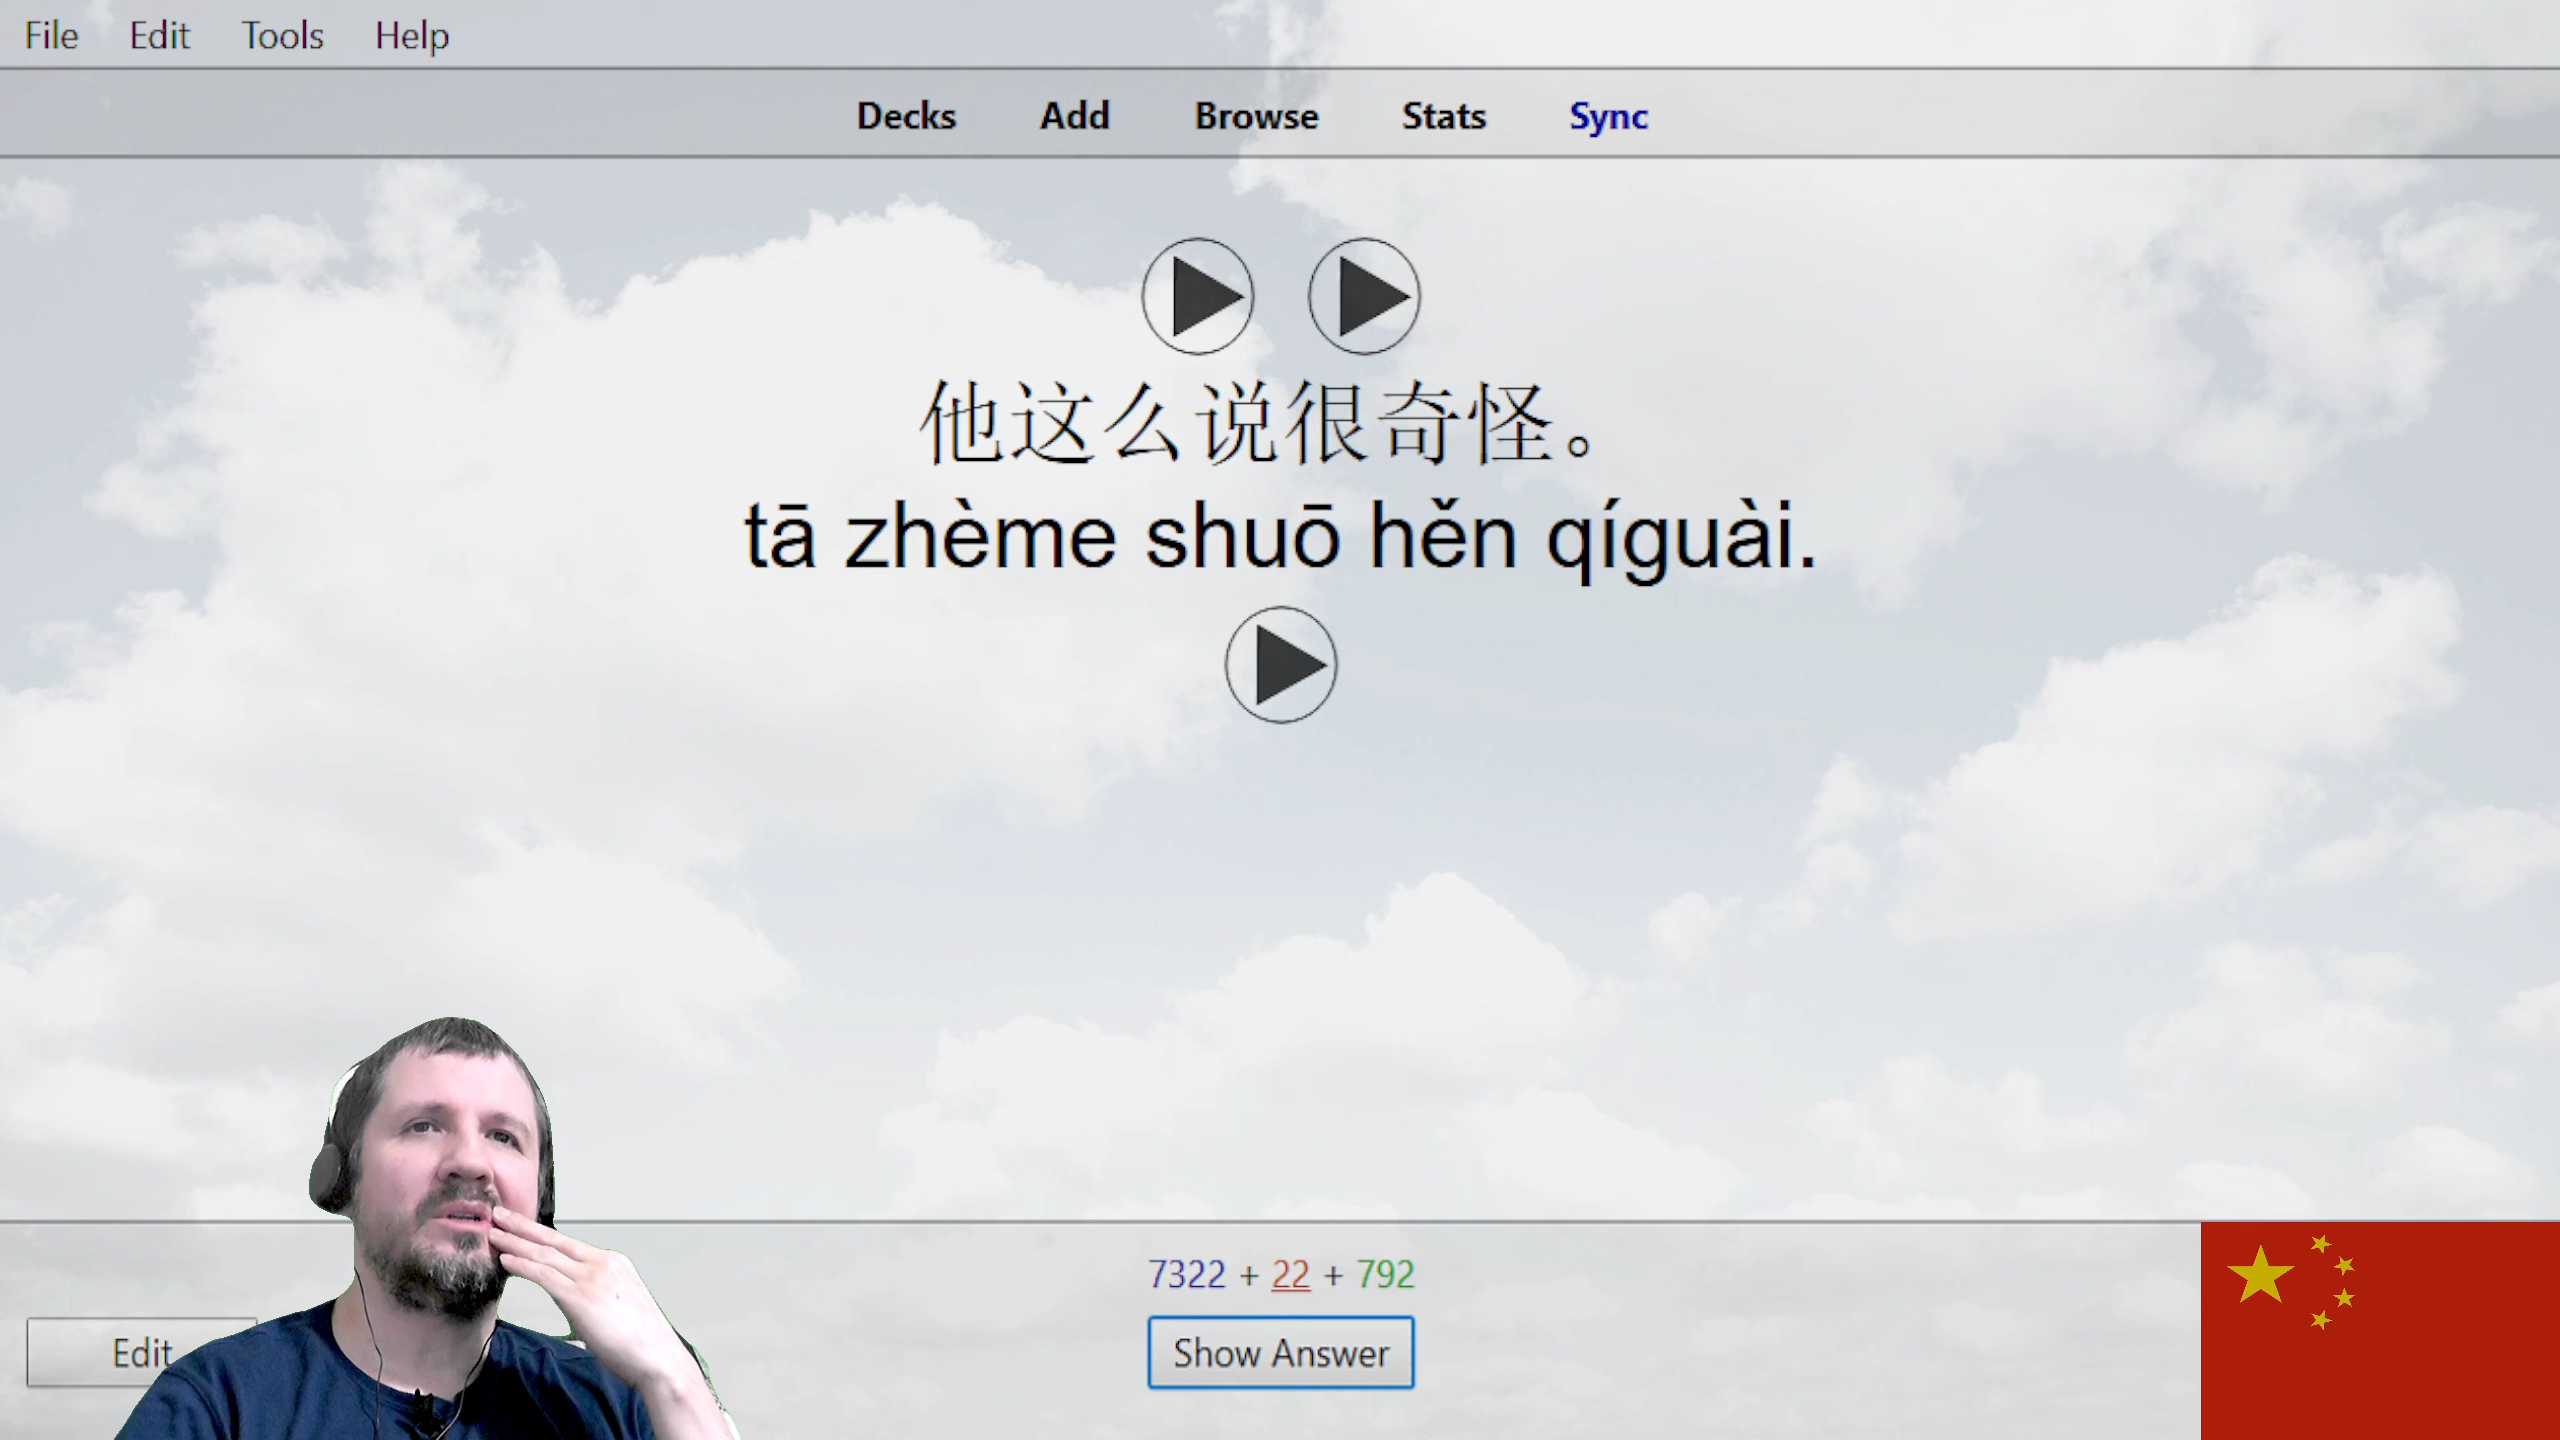 File Edit Tools Help
Decks Add Browse Stats Sync
他这么说很奇怪。
tā zhème shuō hěn qíguài.
7322 + 22 + 792
Edit
Show Answer